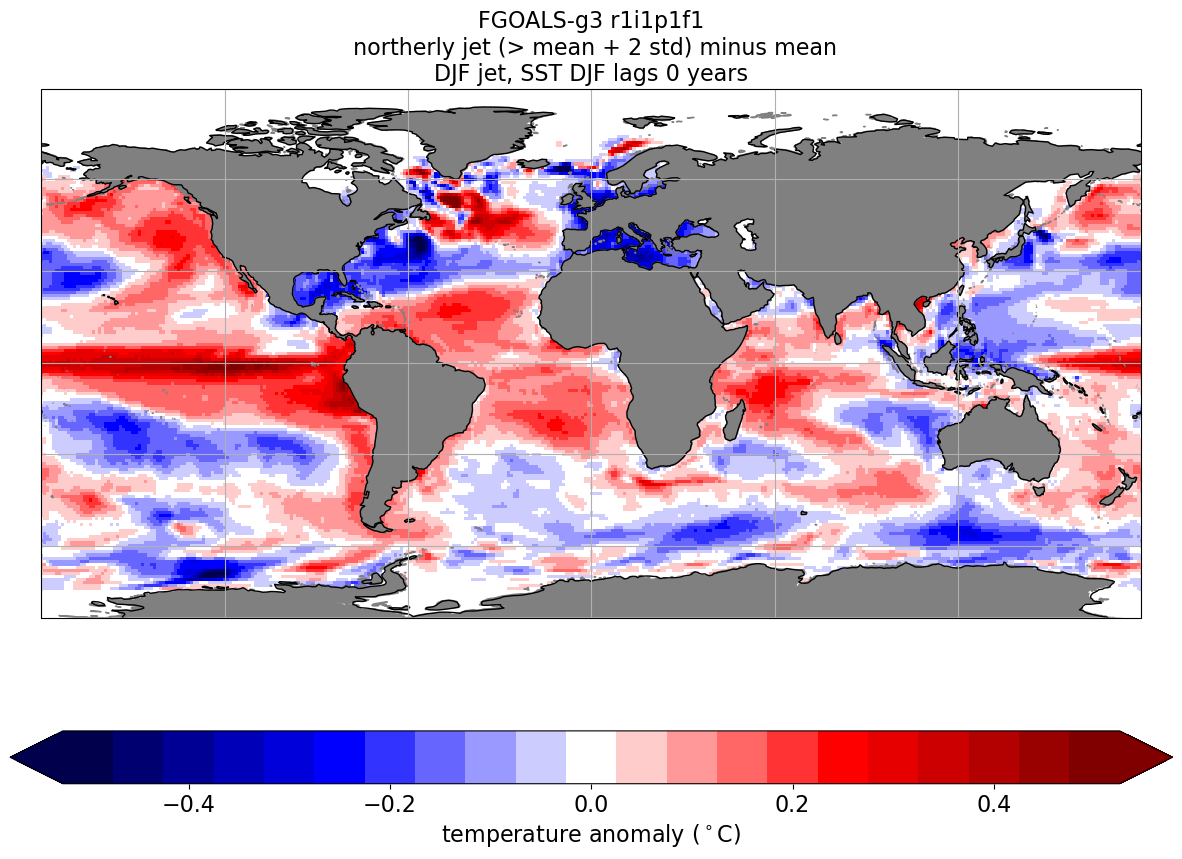 FGOALS-g3 r1i1p1f1
northerly jet (> mean + 2 std) minus mean
DJF jet, SST DJF lags 0 years
−0.4 −0.2 0.0 0.2 0.4
temperature anomaly (°C)